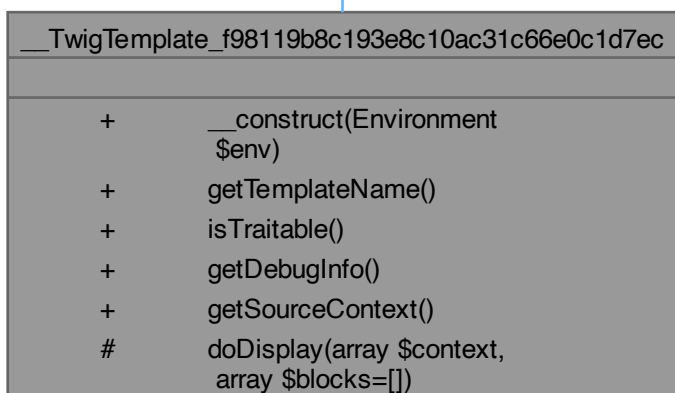 __TwigTemplate_f98119b8c193e8c10ac31c66e0c1d7ec
+ __construct(Environment
$env)
+ getTemplateName()
+ isTraitable()
+ getDebugInfo()
+ getSourceContext()
# doDisplay(array $context,
array $blocks=[])